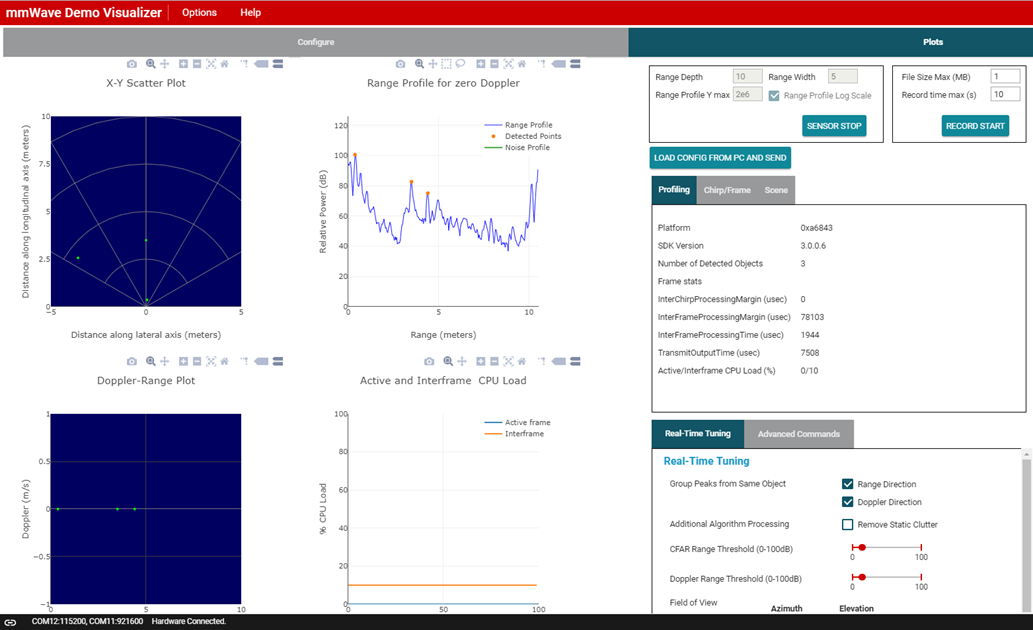 mmWave Demo Visualizer Options Help
Configure Plots
X-Y Scatter Plot
10
7.5
5
2.5
0
−5 0 5
Distance along longitudinal axis (meters)
Distance along lateral axis (meters)
Range Profile for zero Doppler
Range Profile
Detected Points
Noise Profile
120
100
80
60
40
20
0
0 5 10
Relative Power (dB)
Range (meters)
Doppler-Range Plot
1
0.5
0
−0.5
−1
0 5 10
Doppler (m/s)
Active and Interframe CPU Load
Active frame
Interframe
100
80
60
40
20
0
0 50 100
% CPU Load
Range Depth 10 Range Width 5
Range Profile Y max 2e6 Range Profile Log Scale
SENSOR STOP
File Size Max (MB) 1
Record time max (s) 10
RECORD START
LOAD CONFIG FROM PC AND SEND
Profiling Chirp/Frame Scene
Platform 0xa6843
SDK Version 3.0.0.6
Number of Detected Objects 3
Frame stats
InterChirpProcessingMargin (usec) 0
InterFrameProcessingMargin (usec) 78103
InterFrameProcessingTime (usec) 1944
TransmitOutputTime (usec) 7508
Active/Interframe CPU Load (%) 0/10
Real-Time Tuning Advanced Commands
Real-Time Tuning
Group Peaks from Same Object Range Direction
Doppler Direction
Additional Algorithm Processing Remove Static Clutter
CFAR Range Threshold (0-100dB)
0 100
Doppler Range Threshold (0-100dB)
0 100
Field of View
Azimuth Elevation
COM12:115200, COM11:921600 Hardware Connected.